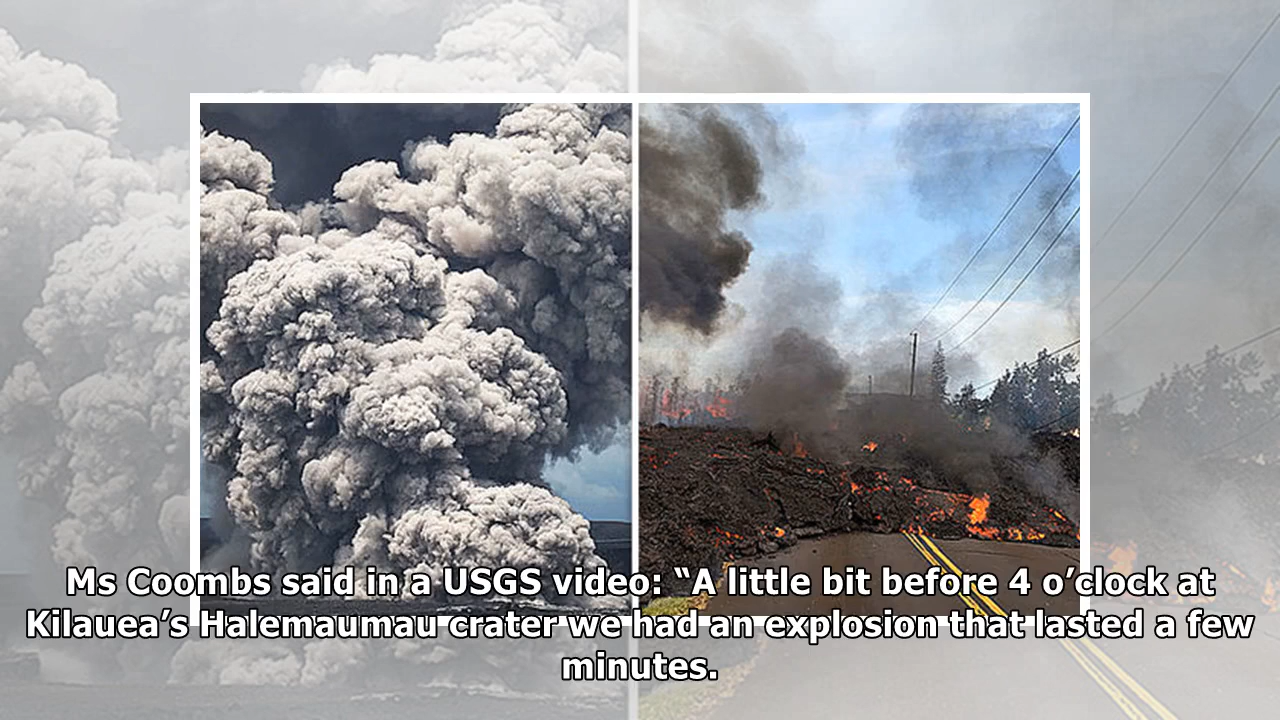 Ms Coombs said in a USGS video: “A little bit before 4 o’clock at
Kilauea’s Halemaumau crater we had an explosion that lasted a few
minutes.